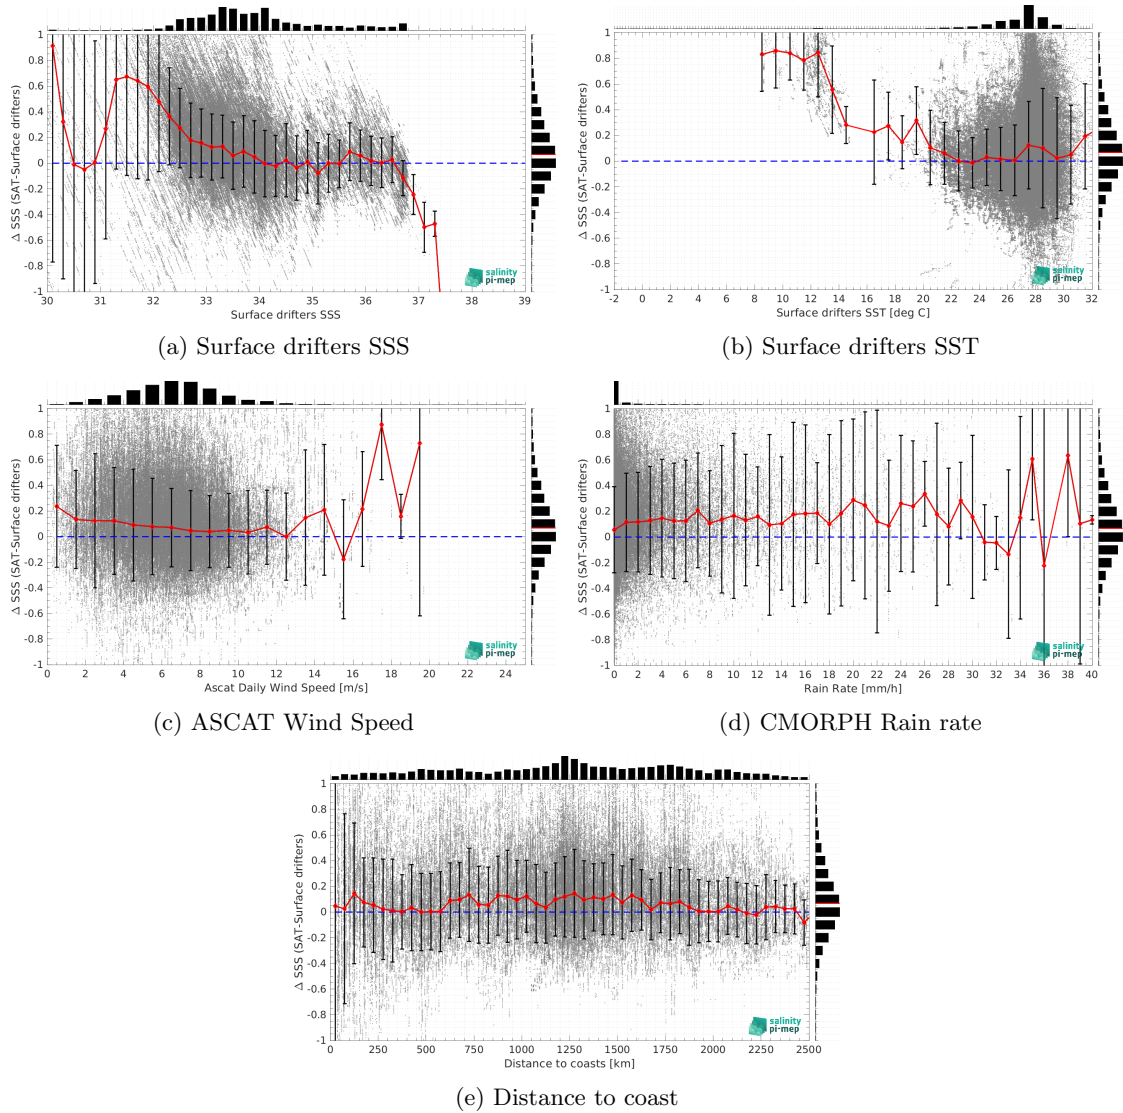 Δ SSS (SAT-Surface drifters)
1
0.8
0.6
0.4
0.2
0
-0.2
-0.4
-0.6
-0.8
-1
30 31 32 33 34 35 36 37 38 39
Surface drifters SSS
salinity
pi-mep
(a) Surface drifters SSS
Δ SSS (SAT-Surface drifters)
1
0.8
0.6
0.4
0.2
0
-0.2
-0.4
-0.6
-0.8
-1
-2 0 2 4 6 8 10 12 14 16 18 20 22 24 26 28 30 32
Surface drifters SST [deg C]
salinity
pi-mep
(b) Surface drifters SST
Δ SSS (SAT-Surface drifters)
1
0.8
0.6
0.4
0.2
0
-0.2
-0.4
-0.6
-0.8
-1
0 2 4 6 8 10 12 14 16 18 20 22 24
Ascat Daily Wind Speed [m/s]
salinity
pi-mep
(c) ASCAT Wind Speed
Δ SSS (SAT-Surface drifters)
1
0.8
0.6
0.4
0.2
0
-0.2
-0.4
-0.6
-0.8
-1
0 2 4 6 8 10 12 14 16 18 20 22 24 26 28 30 32 34 36 38 40
Rain Rate [mm/h]
salinity
pi-mep
(d) CMORPH Rain rate
Δ SSS (SAT-Surface drifters)
1
0.8
0.6
0.4
0.2
0
-0.2
-0.4
-0.6
-0.8
-1
0 250 500 750 1000 1250 1500 1750 2000 2250 2500
Distance to coasts [km]
salinity
pi-mep
(e) Distance to coast